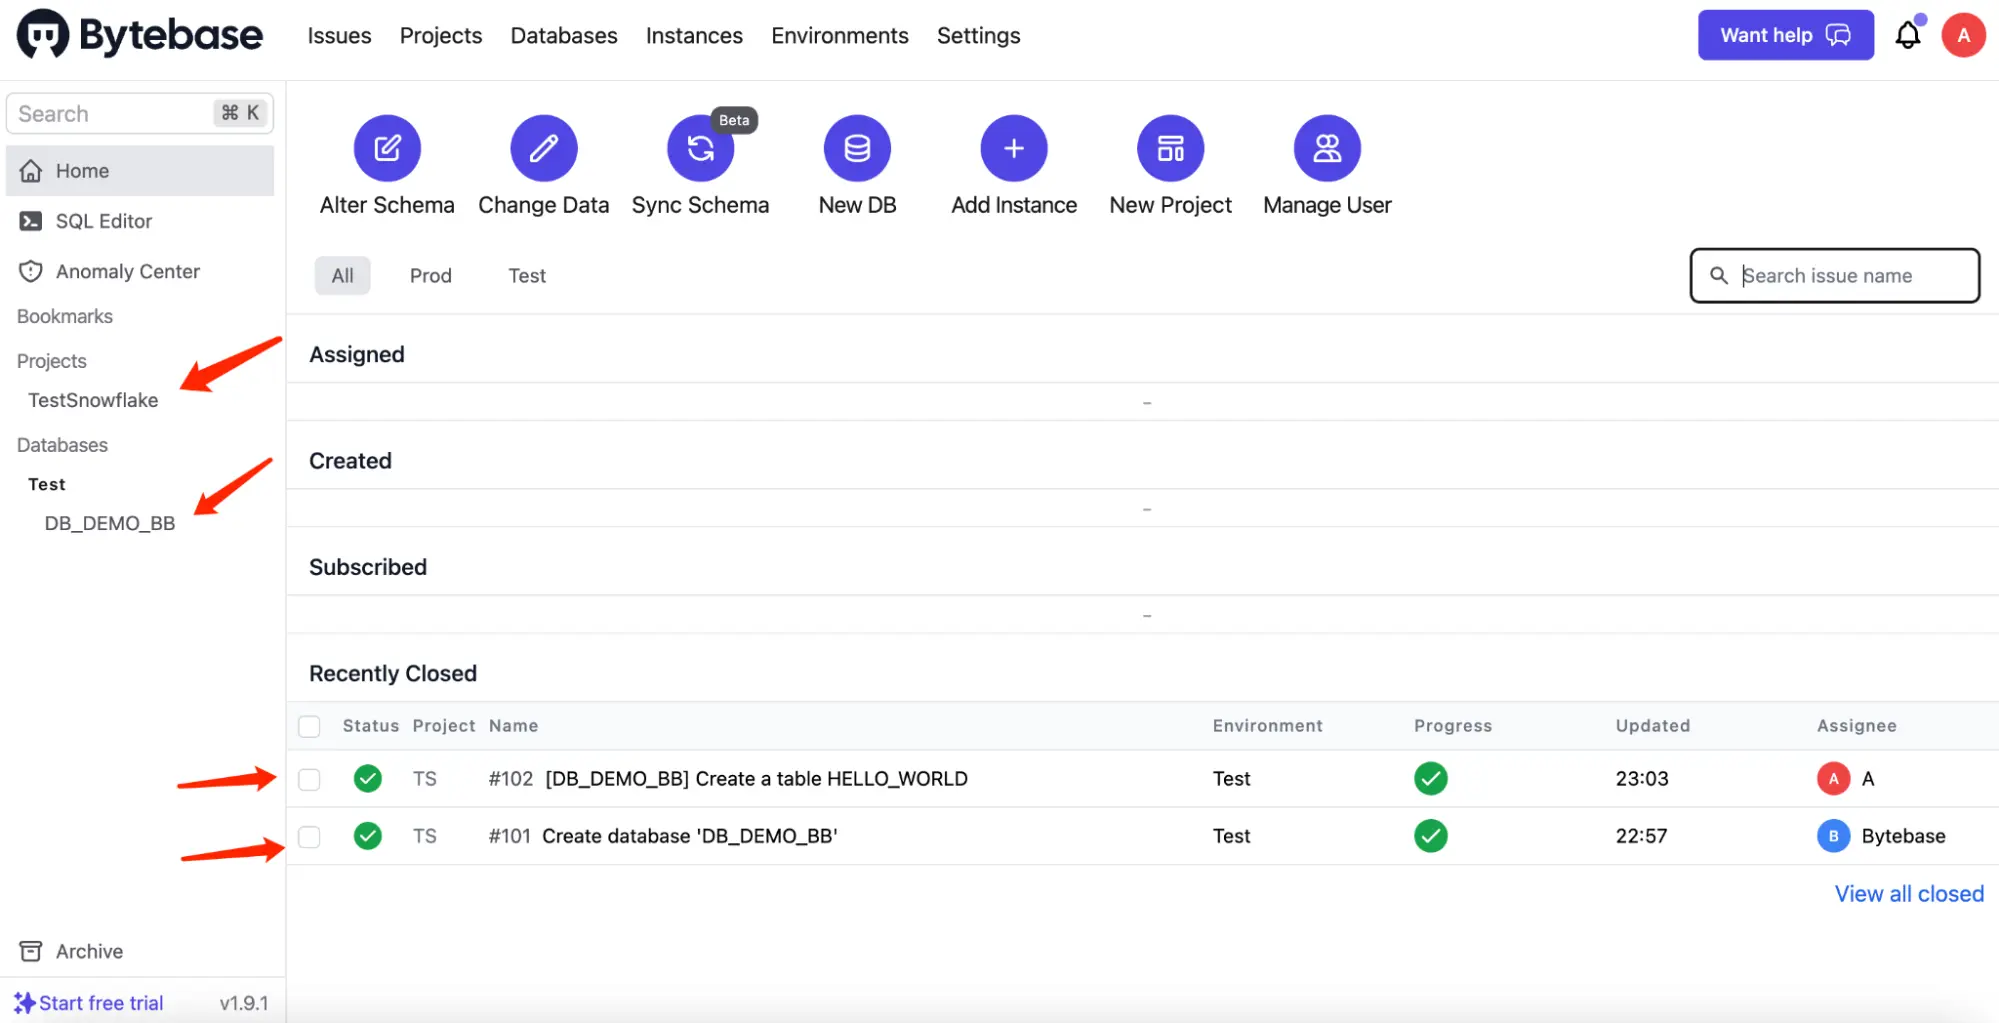 Bytebase Issues Projects Databases Instances Environments Settings Want help A
Search ⌘ K
Home
SQL Editor
Anomaly Center
Bookmarks
Projects
TestSnowflake
Databases
Test
DB_DEMO_BB
Archive
Start free trial v1.9.1
Beta
Alter Schema Change Data Sync Schema New DB Add Instance New Project Manage User
All Prod Test Search issue name
Assigned
–
Created
–
Subscribed
–
Recently Closed
Status Project Name Environment Progress Updated Assignee
TS #102 [DB_DEMO_BB] Create a table HELLO_WORLD Test 23:03 A A
TS #101 Create database 'DB_DEMO_BB' Test 22:57 B Bytebase
View all closed